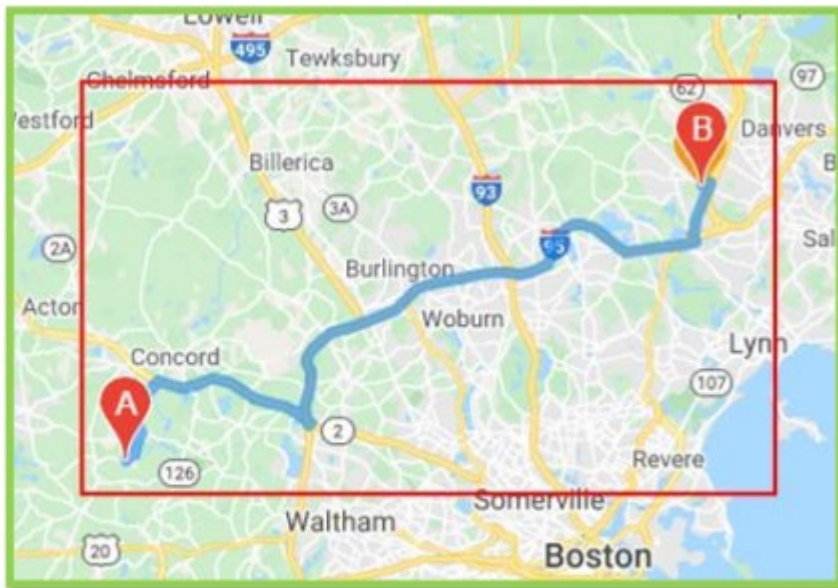 Lowell
495
Tewksbury
97
Chelmsford
62
Westford
B
Danvers
Billerica
93
3
3A
2A
95
Sal
Burlington
Acton
Woburn
Lynn
Concord
107
A
2
126
Revere
Somerville
Waltham
20
Boston